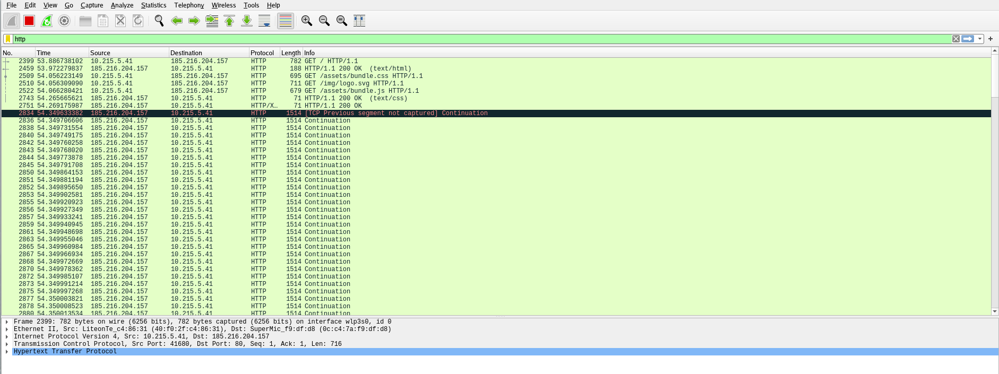 File Edit View Go Capture Analyze Statistics Telephony Wireless Tools Help
http
No. Time Source Destination Protocol Length Info
2399 53.886738102 10.215.5.41 185.216.204.157 HTTP 782 GET / HTTP/1.1
2459 53.972279837 185.216.204.157 10.215.5.41 HTTP 188 HTTP/1.1 200 OK (text/html)
2509 54.056223149 10.215.5.41 185.216.204.157 HTTP 695 GET /assets/bundle.css HTTP/1.1
2510 54.056309090 10.215.5.41 185.216.204.157 HTTP 711 GET /img/logo.svg HTTP/1.1
2522 54.066280421 10.215.5.41 185.216.204.157 HTTP 679 GET /assets/bundle.js HTTP/1.1
2743 54.265665621 185.216.204.157 10.215.5.41 HTTP 71 HTTP/1.1 200 OK (text/css)
2751 54.269175987 185.216.204.157 10.215.5.41 HTTP/X… 71 HTTP/1.1 200 OK
2834 54.349633382 185.216.204.157 10.215.5.41 HTTP 1514 [TCP Previous segment not captured] Continuation
2836 54.349706606 185.216.204.157 10.215.5.41 HTTP 1514 Continuation
2838 54.349731554 185.216.204.157 10.215.5.41 HTTP 1514 Continuation
2840 54.349749175 185.216.204.157 10.215.5.41 HTTP 1514 Continuation
2842 54.349760258 185.216.204.157 10.215.5.41 HTTP 1514 Continuation
2843 54.349768020 185.216.204.157 10.215.5.41 HTTP 1514 Continuation
2844 54.349773878 185.216.204.157 10.215.5.41 HTTP 1514 Continuation
2845 54.349791708 185.216.204.157 10.215.5.41 HTTP 1514 Continuation
2850 54.349864153 185.216.204.157 10.215.5.41 HTTP 1514 Continuation
2851 54.349881194 185.216.204.157 10.215.5.41 HTTP 1514 Continuation
2852 54.349895650 185.216.204.157 10.215.5.41 HTTP 1514 Continuation
2853 54.349902581 185.216.204.157 10.215.5.41 HTTP 1514 Continuation
2855 54.349920923 185.216.204.157 10.215.5.41 HTTP 1514 Continuation
2856 54.349927349 185.216.204.157 10.215.5.41 HTTP 1514 Continuation
2857 54.349933241 185.216.204.157 10.215.5.41 HTTP 1514 Continuation
2859 54.349940945 185.216.204.157 10.215.5.41 HTTP 1514 Continuation
2861 54.349948698 185.216.204.157 10.215.5.41 HTTP 1514 Continuation
2863 54.349955046 185.216.204.157 10.215.5.41 HTTP 1514 Continuation
2865 54.349960984 185.216.204.157 10.215.5.41 HTTP 1514 Continuation
2867 54.349966934 185.216.204.157 10.215.5.41 HTTP 1514 Continuation
2868 54.349972669 185.216.204.157 10.215.5.41 HTTP 1514 Continuation
2870 54.349978362 185.216.204.157 10.215.5.41 HTTP 1514 Continuation
2872 54.349985107 185.216.204.157 10.215.5.41 HTTP 1514 Continuation
2873 54.349991214 185.216.204.157 10.215.5.41 HTTP 1514 Continuation
2875 54.349997268 185.216.204.157 10.215.5.41 HTTP 1514 Continuation
2877 54.350003821 185.216.204.157 10.215.5.41 HTTP 1514 Continuation
2878 54.350008523 185.216.204.157 10.215.5.41 HTTP 1514 Continuation
2880 54.350013534 185.216.204.157 10.215.5.41 HTTP 1514 Continuation
Frame 2399: 782 bytes on wire (6256 bits), 782 bytes captured (6256 bits) on interface wlp3s0, id 0
Ethernet II, Src: LiteonTe_c4:86:31 (40:f0:2f:c4:86:31), Dst: SuperMic_f9:df:d8 (0c:c4:7a:f9:df:d8)
Internet Protocol Version 4, Src: 10.215.5.41, Dst: 185.216.204.157
Transmission Control Protocol, Src Port: 41680, Dst Port: 80, Seq: 1, Ack: 1, Len: 716
Hypertext Transfer Protocol